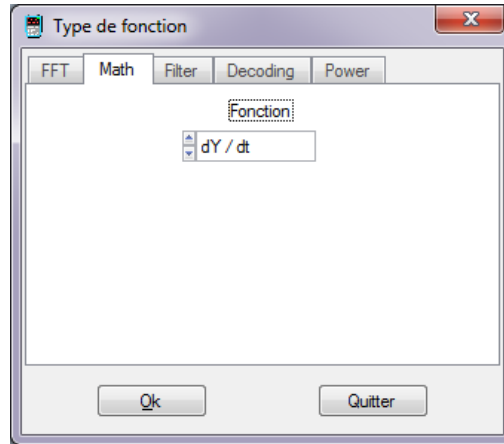 Type de fonction
FFT Math Filter Decoding Power
Fonction
dY / dt
Ok Quitter